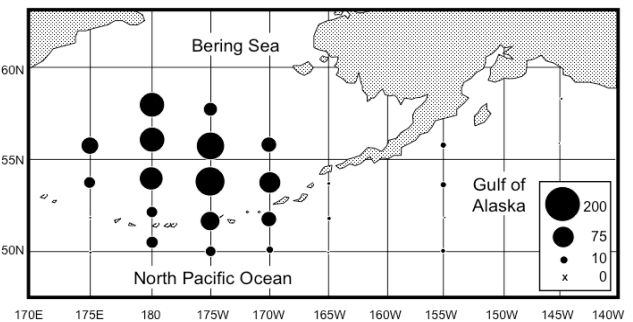 Bering Sea
60N
55N
Gulf of
Alaska
200
75
10
x 0
50N
North Pacific Ocean
170E 175E 180 175W 170W 165W 160W 155W 150W 145W 140W